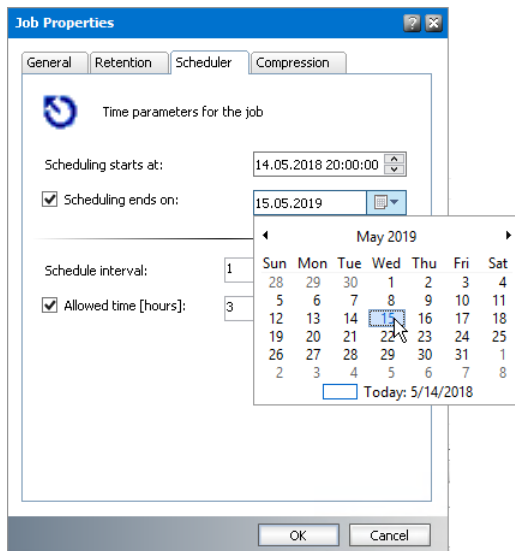 Job Properties
General Retention Scheduler Compression
Time parameters for the job
Scheduling starts at: 14.05.2018 20:00:00
Scheduling ends on: 15.05.2019
May 2019
Schedule interval: 1
Sun Mon Tue Wed Thu Fri Sat
28 29 30 1 2 3 4
Allowed time [hours]: 3
5 6 7 8 9 10 11
12 13 14 15 16 17 18
19 20 21 22 23 24 25
26 27 28 29 30 31 1
2 3 4 5 6 7 8
Today: 5/14/2018
OK Cancel